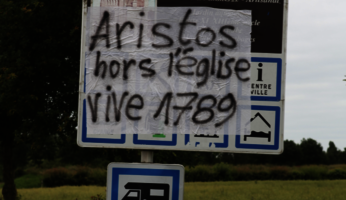 Aristos
hors l'église
vive 1789
i
CENTRE
VILLE